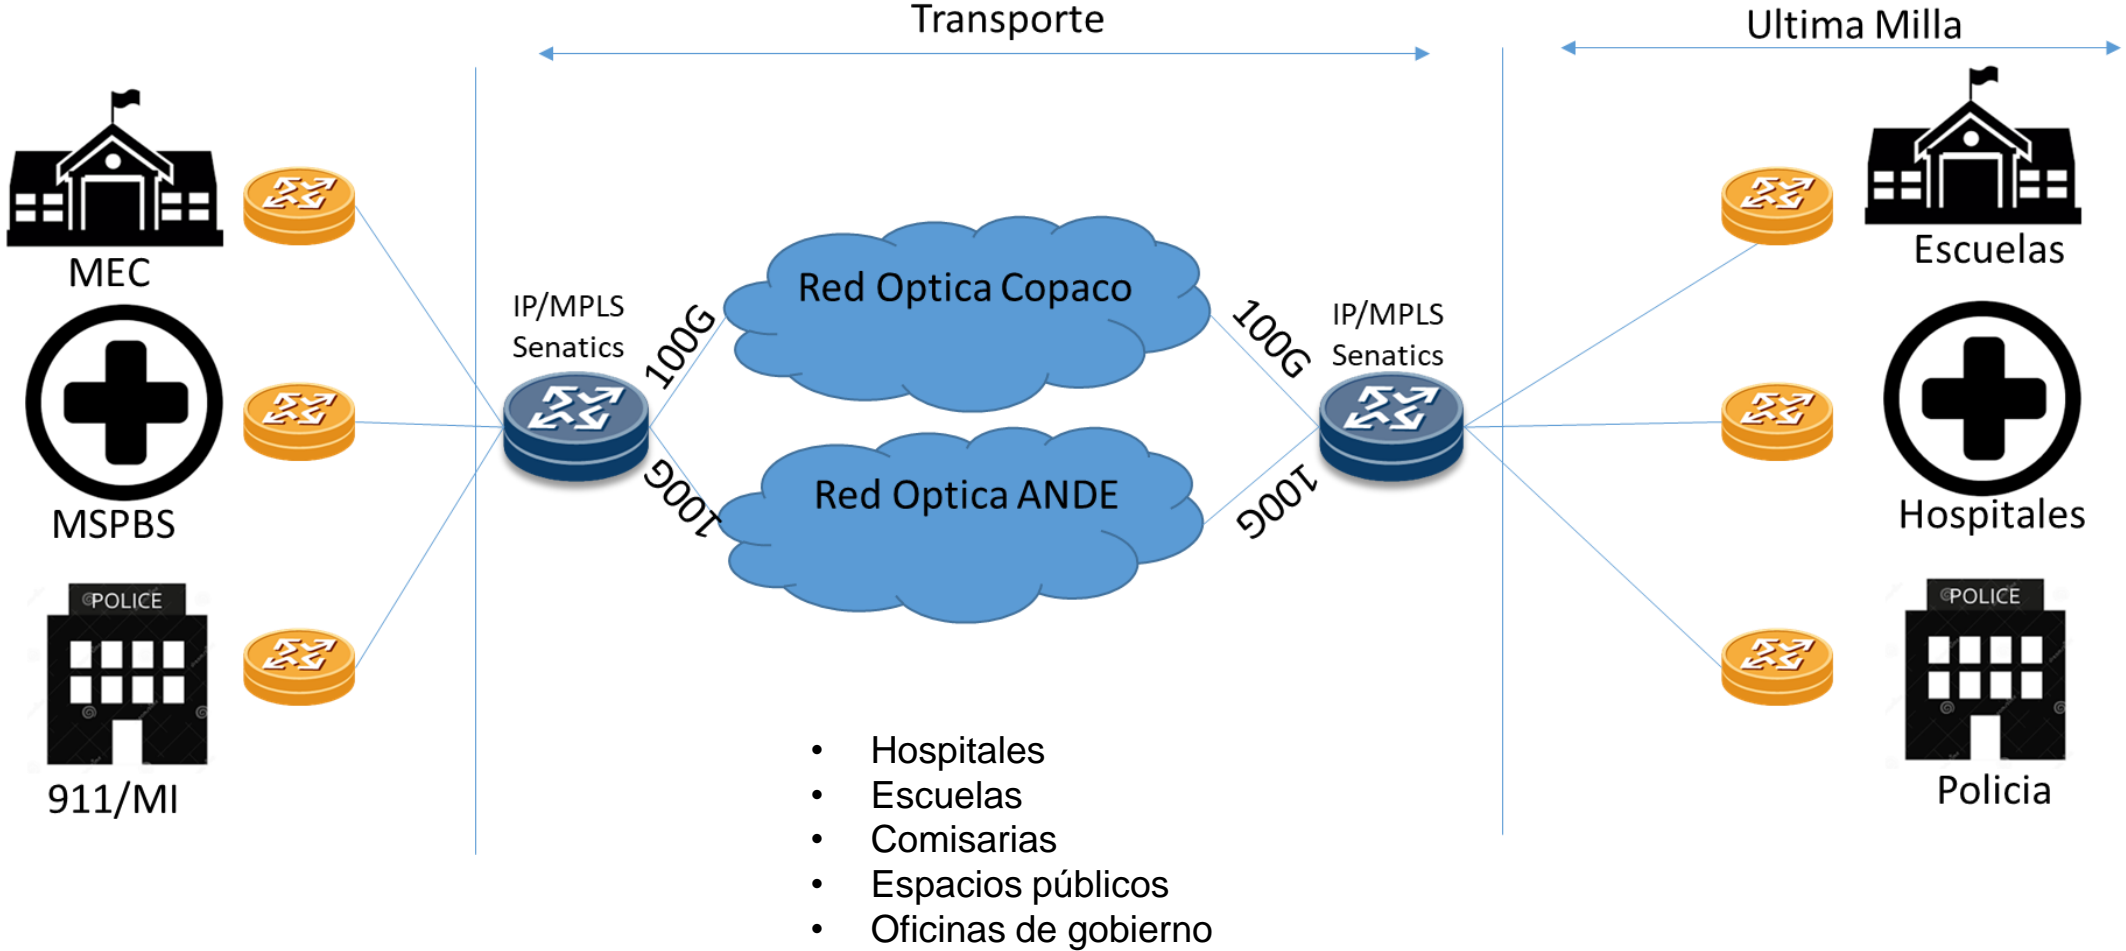 Transporte
Ultima Milla
MEC
MSPBS
POLICE
911/MI
IP/MPLS
Senatics
100G
100G
Red Optica Copaco
Red Optica ANDE
100G
100G
IP/MPLS
Senatics
Escuelas
Hospitales
POLICE
Policia
• Hospitales
• Escuelas
• Comisarias
• Espacios públicos
• Oficinas de gobierno